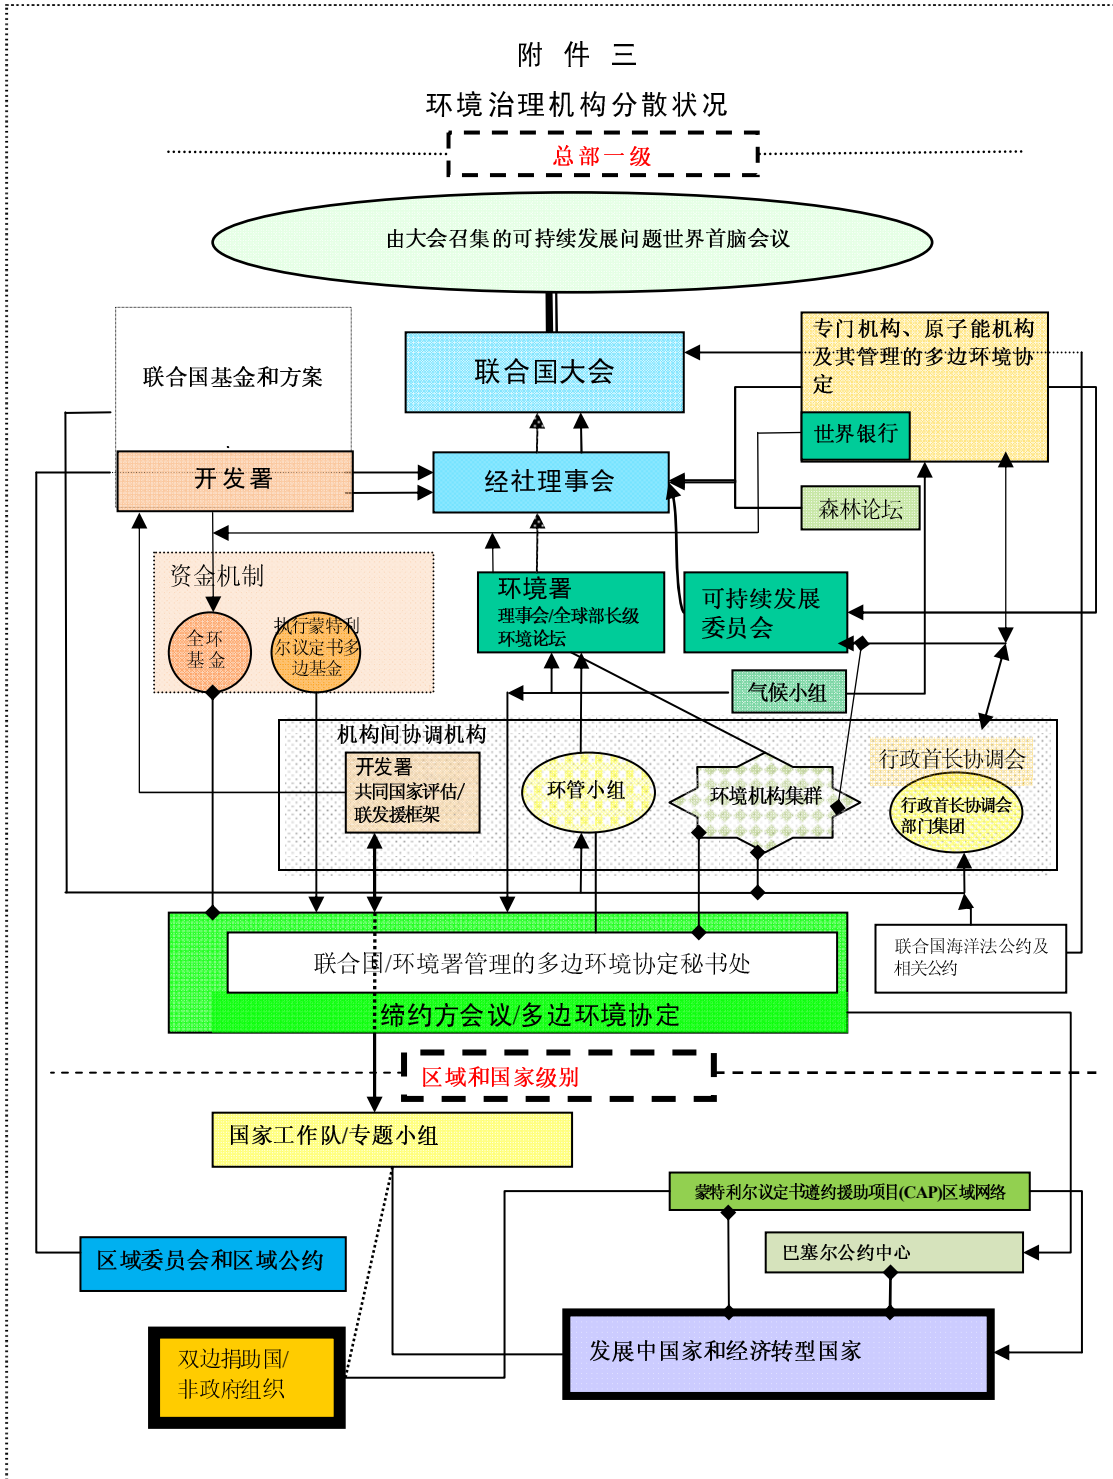 附 件 三
环境治理机构分散状况
总部一级
由大会召集的可持续发展问题世界首脑会议
联合国基金和方案
联合国大会
专门机构、原子能机构
及其管理的多边环境协
定
世界银行
开发署
经社理事会
森林论坛
资金机制
全环
基金
执行蒙特利
尔议定书多
边基金
环境署
理事会/全球部长级
环境论坛
可持续发展
委员会
气候小组
机构间协调机构
开发署
共同国家评估/
联发援框架
环管小组
环境机构集群
行政首长协调会
行政首长协调会
部门集团
联合国/环境署管理的多边环境协定秘书处
缔约方会议/多边环境协定
联合国海洋法公约及
相关公约
区域和国家级别
国家工作队/专题小组
蒙特利尔议定书遵约援助项目(CAP)区域网络
区域委员会和区域公约
巴塞尔公约中心
双边捐助国/
非政府组织
发展中国家和经济转型国家